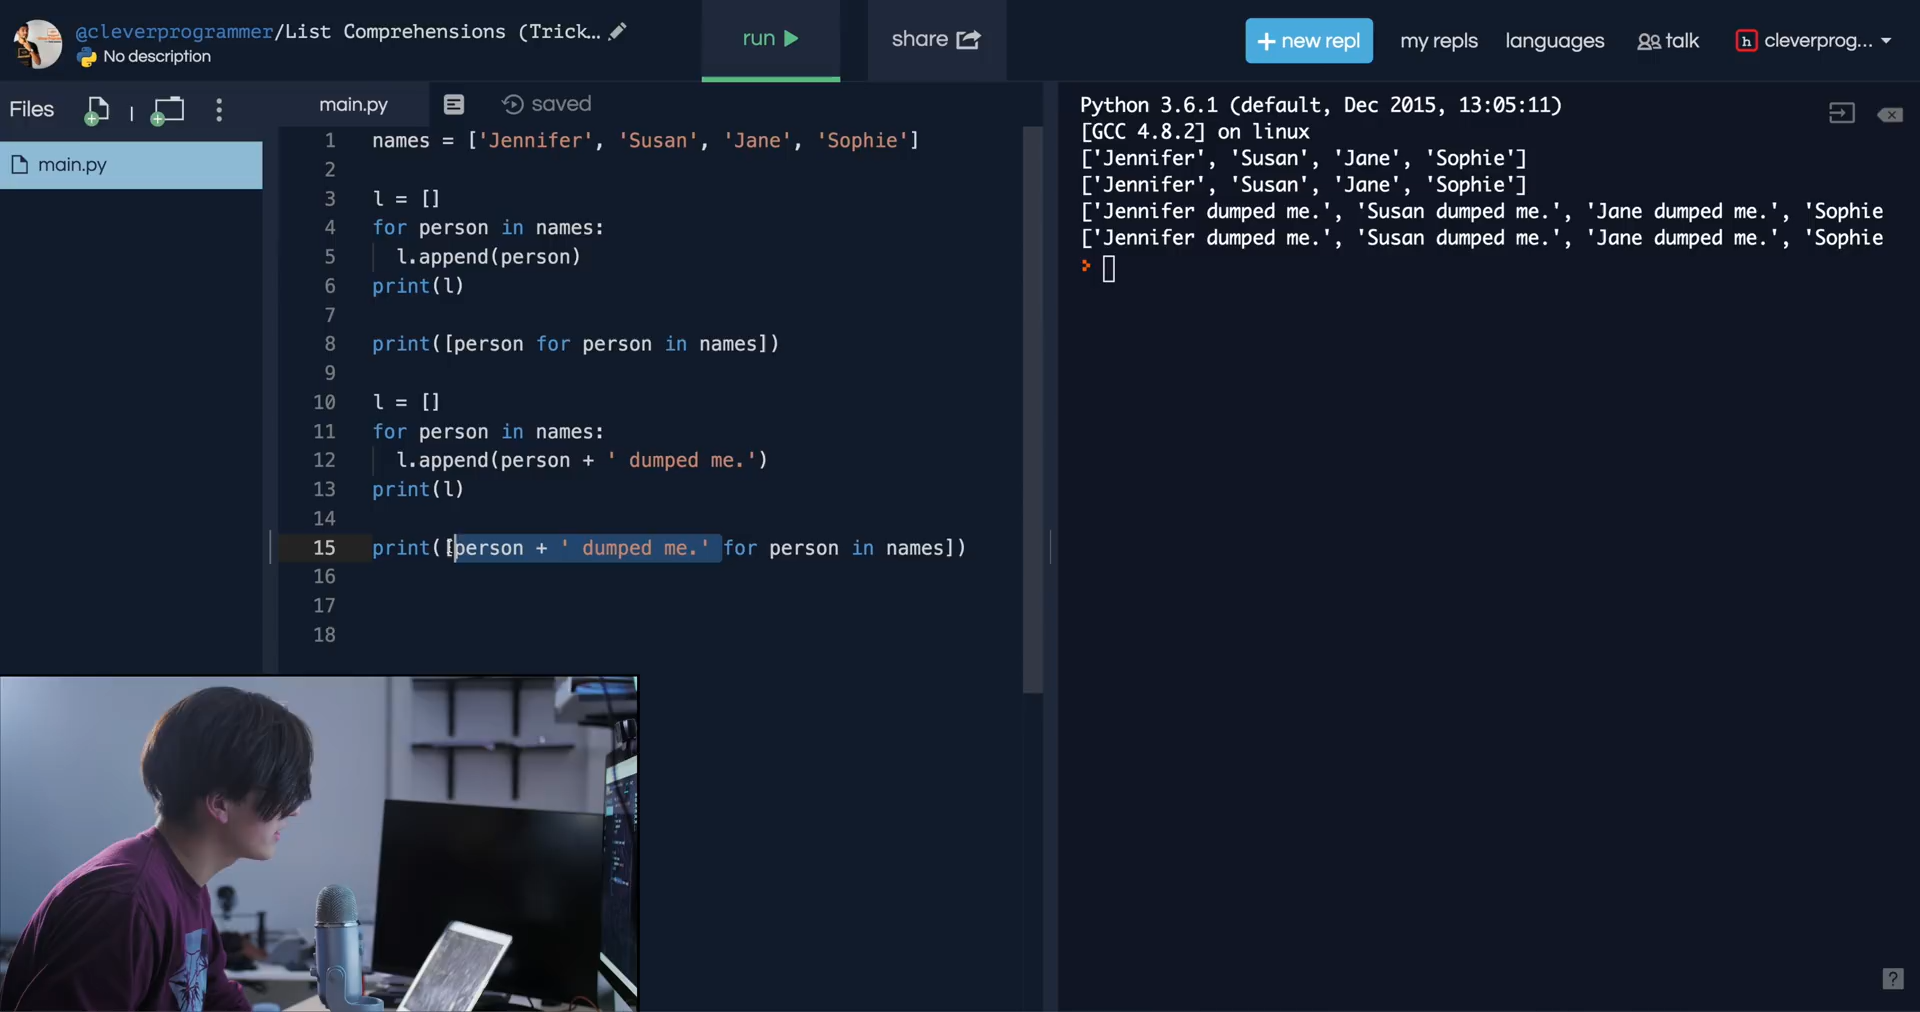 @cleverprogrammer/List Comprehensions (Trick...
No description
run
share
+ new repl
my repls
languages
talk
h cleverprog...
Files
main.py
main.py
saved
1 names = ['Jennifer', 'Susan', 'Jane', 'Sophie']
2
3 l = []
4 for person in names:
5 l.append(person)
6 print(l)
7
8 print([person for person in names])
9
10 l = []
11 for person in names:
12 l.append(person + ' dumped me.')
13 print(l)
14
15 print([person + ' dumped me.' for person in names])
16
17
18
Python 3.6.1 (default, Dec 2015, 13:05:11)
[GCC 4.8.2] on linux
['Jennifer', 'Susan', 'Jane', 'Sophie']
['Jennifer', 'Susan', 'Jane', 'Sophie']
['Jennifer dumped me.', 'Susan dumped me.', 'Jane dumped me.', 'Sophie
['Jennifer dumped me.', 'Susan dumped me.', 'Jane dumped me.', 'Sophie
?